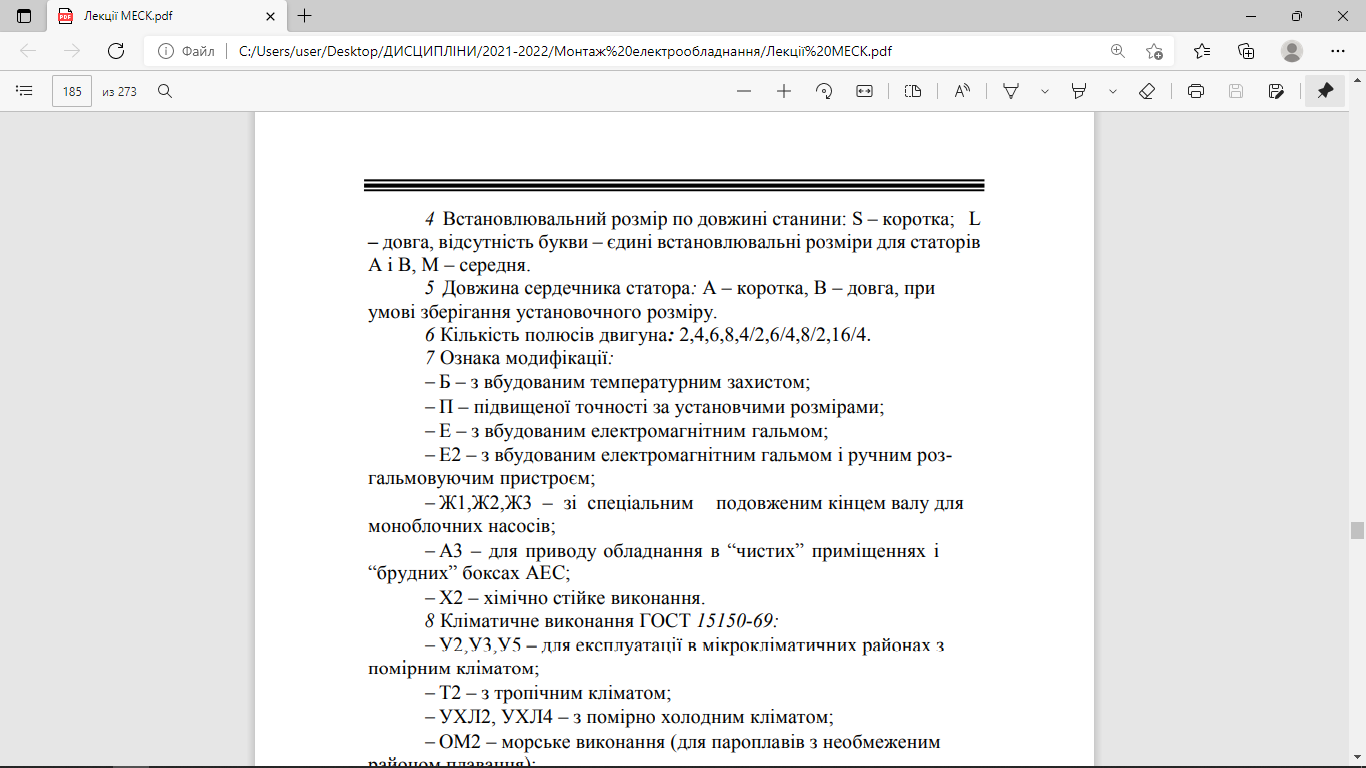 Лекції МЕСК.pdf
Файл
C:/Users/user/Desktop/ДИСЦИПЛІНИ/2021-2022/Монтаж%20електрообладнання/Лекції%20МЕСК.pdf
185 из 273
4 Встановлювальний розмір по довжині станини: S – коротка; L
– довга, відсутність букви – єдині встановлювальні розміри для статорів
А і В, М – середня.
5 Довжина сердечника статора: А – коротка, В – довга, при
умові зберігання установочного розміру.
6 Кількість полюсів двигуна: 2,4,6,8,4/2,6/4,8/2,16/4.
7 Ознака модифікації:
– Б – з вбудованим температурним захистом;
– П – підвищеної точності за установчими розмірами;
– Е – з вбудованим електромагнітним гальмом;
– Е2 – з вбудованим електромагнітним гальмом і ручним роз-
гальмовуючим пристроєм;
– Ж1,Ж2,Ж3 – зі спеціальним подовженим кінцем валу для
моноблочних насосів;
– А3 – для приводу обладнання в “чистих” приміщеннях і
“брудних” боксах АЕС;
– Х2 – хімічно стійке виконання.
8 Кліматичне виконання ГОСТ 15150-69:
– У2,У3,У5 – для експлуатації в мікрокліматичних районах з
помірним кліматом;
– Т2 – з тропічним кліматом;
– УХЛ2, УХЛ4 – з помірно холодним кліматом;
– ОМ2 – морське виконання (для пароплавів з необмеженим
районом плавання);